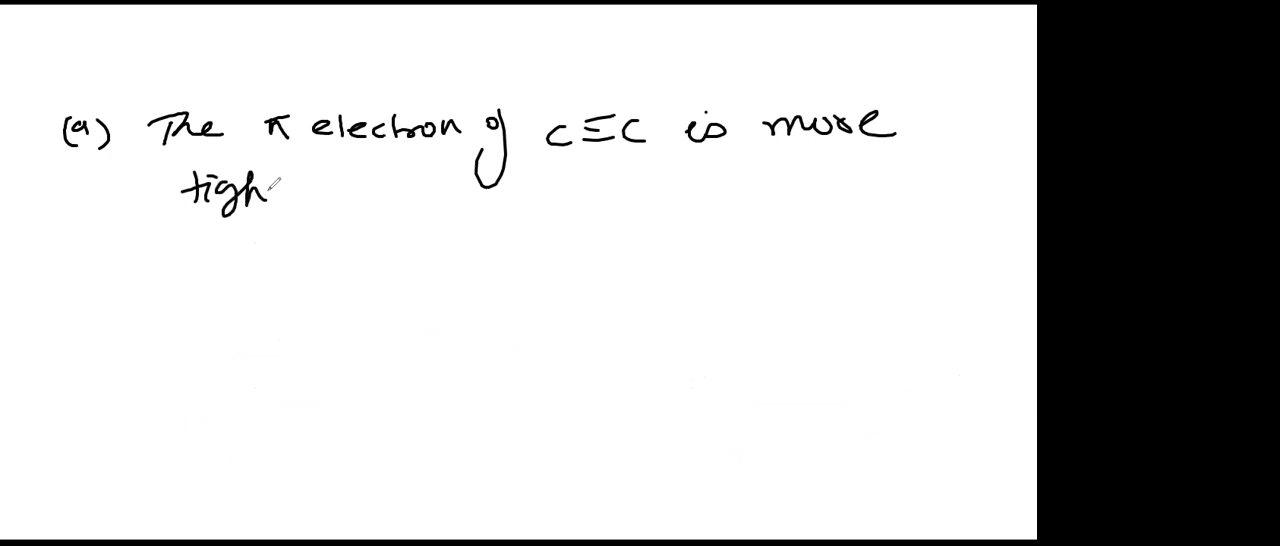 (a) The π electron of C≡C is more
tigh